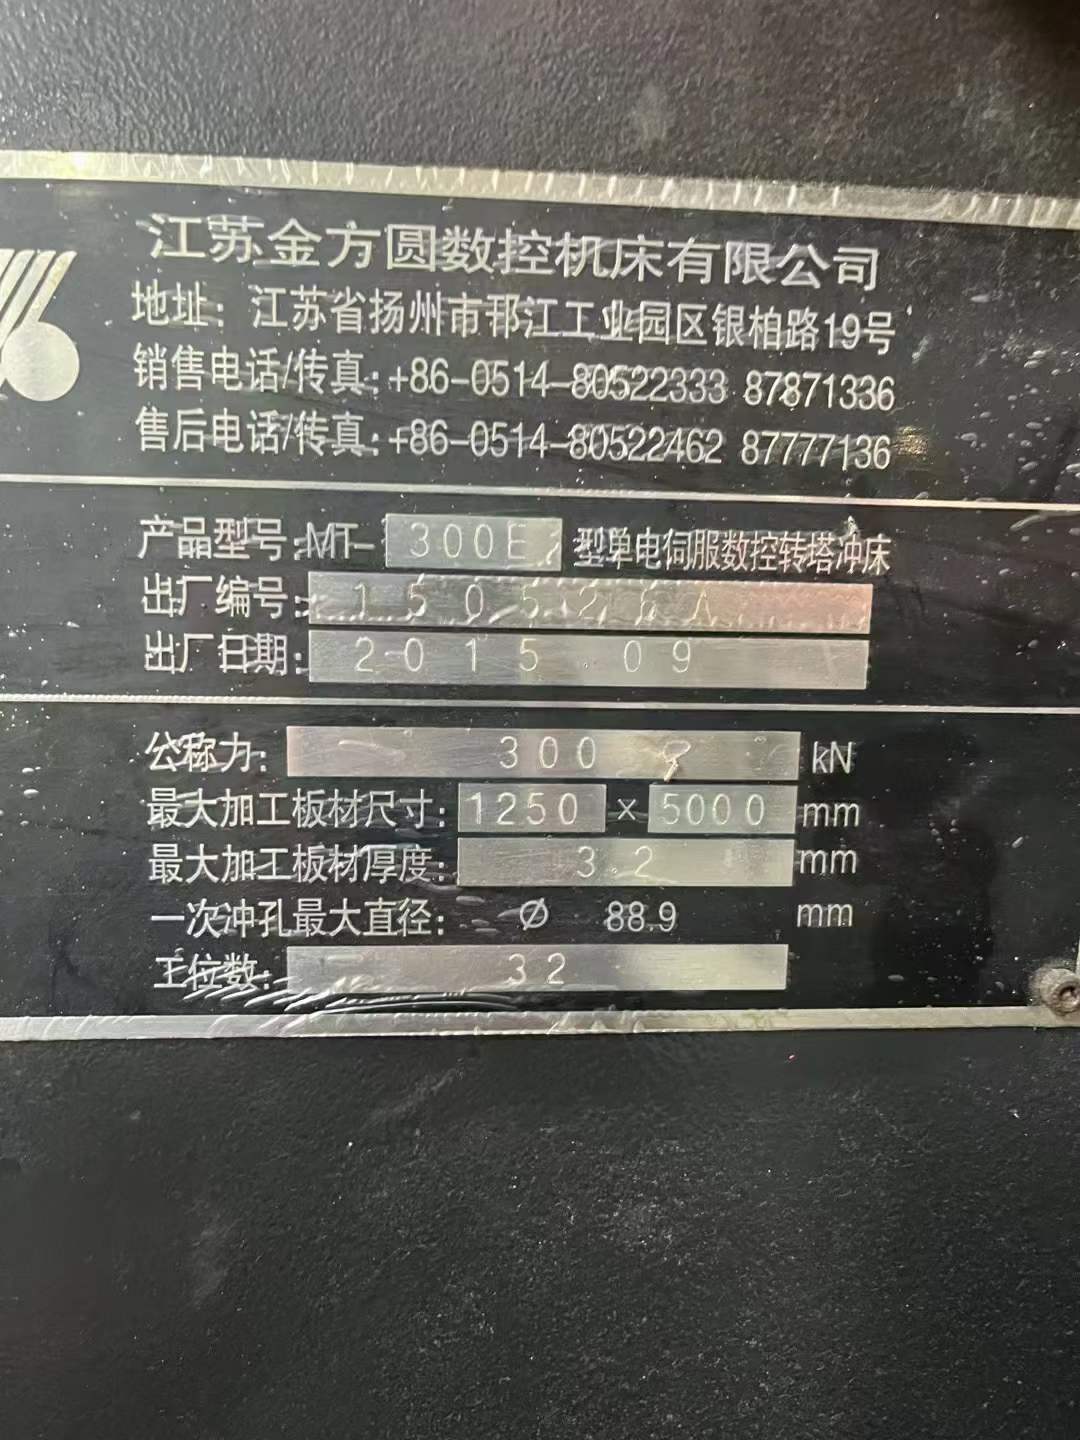 江苏金方圆数控机床有限公司
地址：江苏省扬州市邗江工业园区银柏路19号
销售电话/传真：+86-0514-80522333 87871336
售后电话/传真：+86-0514-80522462 87777136
产品型号：MT- 300E 型单电伺服数控转塔冲床
出厂编号：
出厂日期：2015 09
公称力：300 kN
最大加工板材尺寸：1250 × 5000 mm
最大加工板材厚度：3.2 mm
一次冲孔最大直径：Ø 88.9 mm
工位数：32